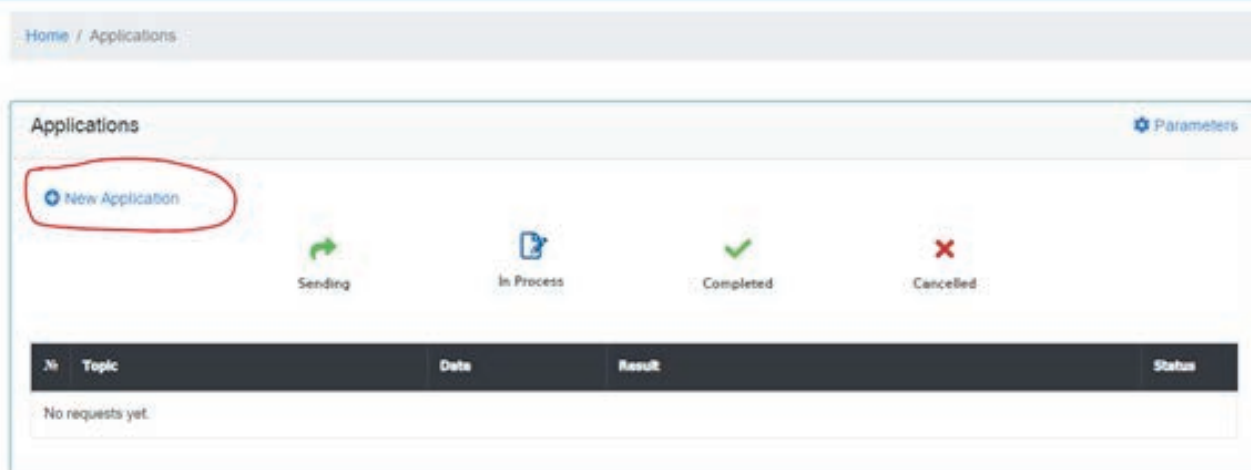 Home / Applications
Applications
Parameters
New Application
Sending
In Process
Completed
Cancelled
№ Topic Date Result Status
No requests yet.